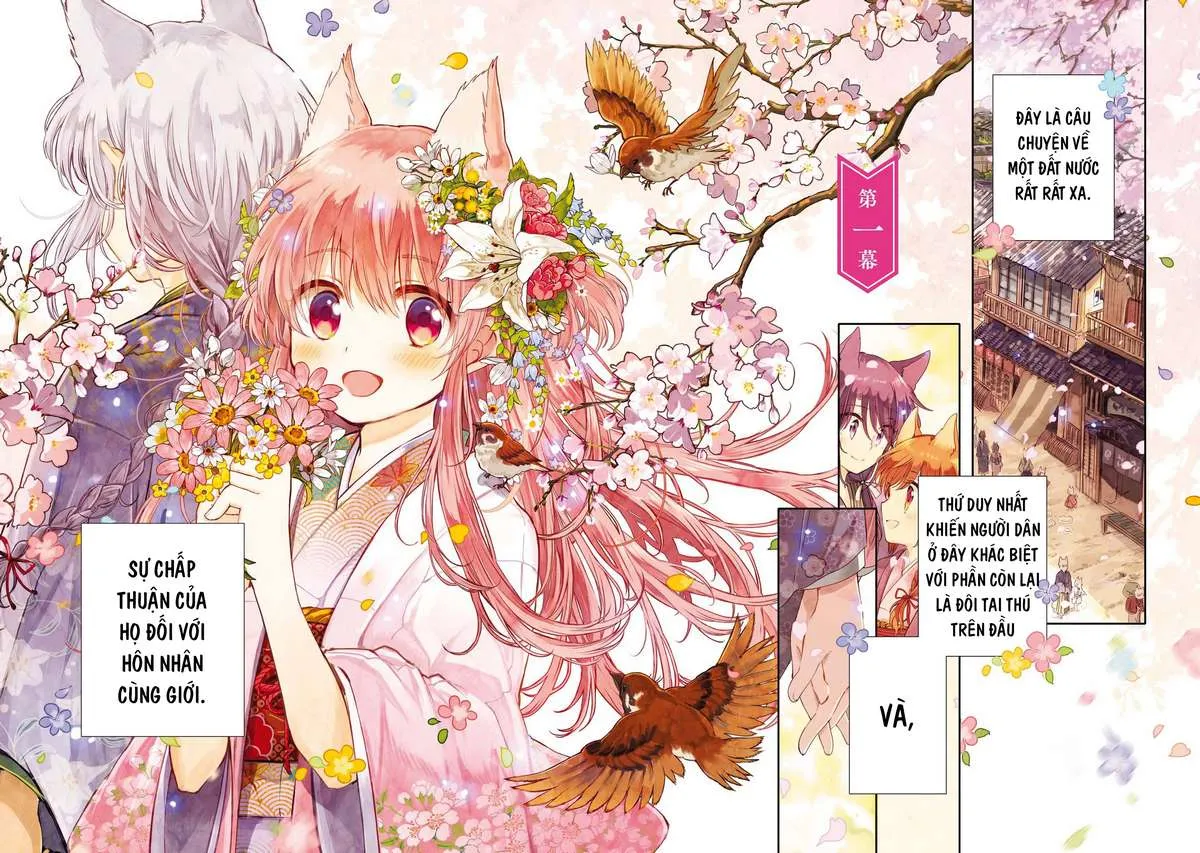 ĐÂY LÀ CÂU
CHUYỆN VỀ
MỘT ĐẤT NƯỚC
RẤT RẤT XA.
第一幕
THỨ DUY NHẤT
KHIẾN NGƯỜI DÂN
Ở ĐÂY KHÁC BIỆT
VỚI PHẦN CÒN LẠI
LÀ ĐÔI TAI THÚ
TRÊN ĐẦU
VÀ,
SỰ CHẤP
THUẬN CỦA
HỌ ĐỐI VỚI
HÔN NHÂN
CÙNG GIỚI.